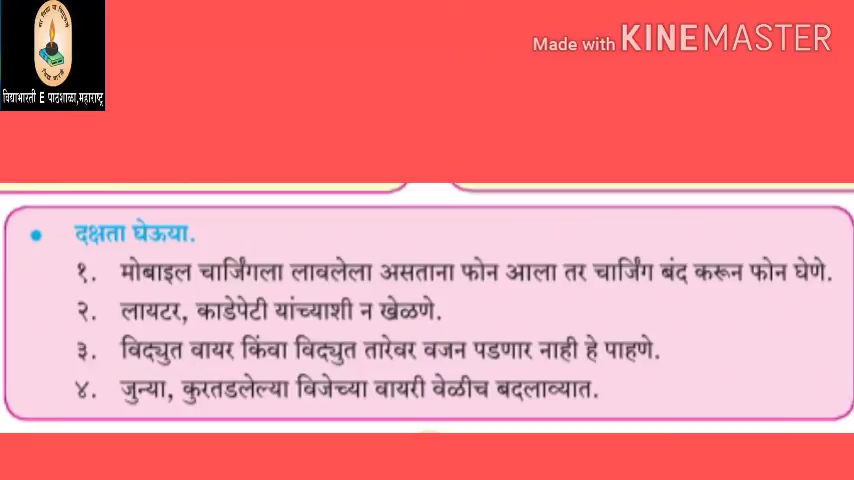 Made with KINEMASTER
विद्याभारती E पाठशाळा,महाराष्ट्र
दक्षता घेऊया.
१. मोबाइल चार्जिंगला लावलेला असताना फोन आला तर चार्जिंग बंद करून फोन घेणे.
२. लायटर, काडेपेटी यांच्याशी न खेळणे.
३. विद्युत वायर किंवा विद्युत तारेवर वजन पडणार नाही हे पाहणे.
४. जुन्या, कुरतडलेल्या विजेच्या वायरी वेळीच बदलाव्यात.